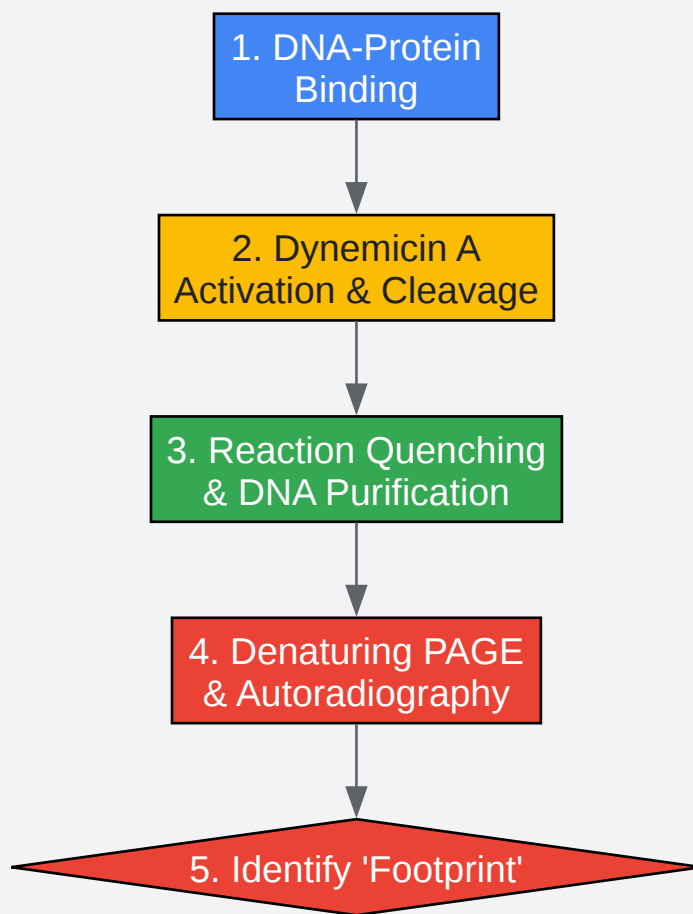 1. DNA-Protein
Binding
2. Dynemicin A
Activation & Cleavage
3. Reaction Quenching
& DNA Purification
4. Denaturing PAGE
& Autoradiography
5. Identify 'Footprint'